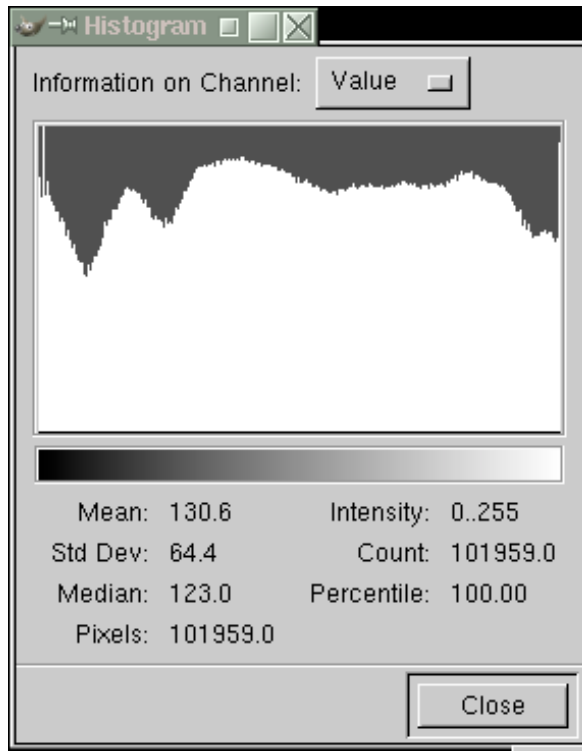 Histogram
Information on Channel: Value
Mean: 130.6 Intensity: 0..255
Std Dev: 64.4 Count: 101959.0
Median: 123.0 Percentile: 100.00
Pixels: 101959.0
Close